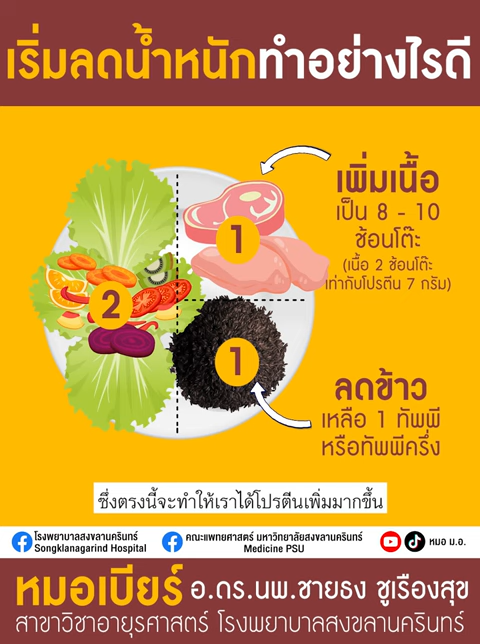 เริ่มลดน้ำหนักทำอย่างไรดี
เพิ่มเนื้อ
เป็น 8 - 10
ช้อนโต๊ะ
(เนื้อ 2 ช้อนโต๊ะ
เท่ากับโปรตีน 7 กรัม)
1
2
1
ลดข้าว
เหลือ 1 ทัพพี
หรือทัพพีครึ่ง
ซึ่งตรงนี้จะทำให้เราได้โปรตีนเพิ่มมากขึ้น
โรงพยาบาลสงขลานครินทร์
Songklanagarind Hospital
คณะแพทยศาสตร์ มหาวิทยาลัยสงขลานครินทร์
Medicine PSU
หมอ ม.อ.
หมอเบียร์ อ.ดร.นพ.ชายธง ชูเรืองสุข
สาขาวิชาอายุรศาสตร์ โรงพยาบาลสงขลานครินทร์